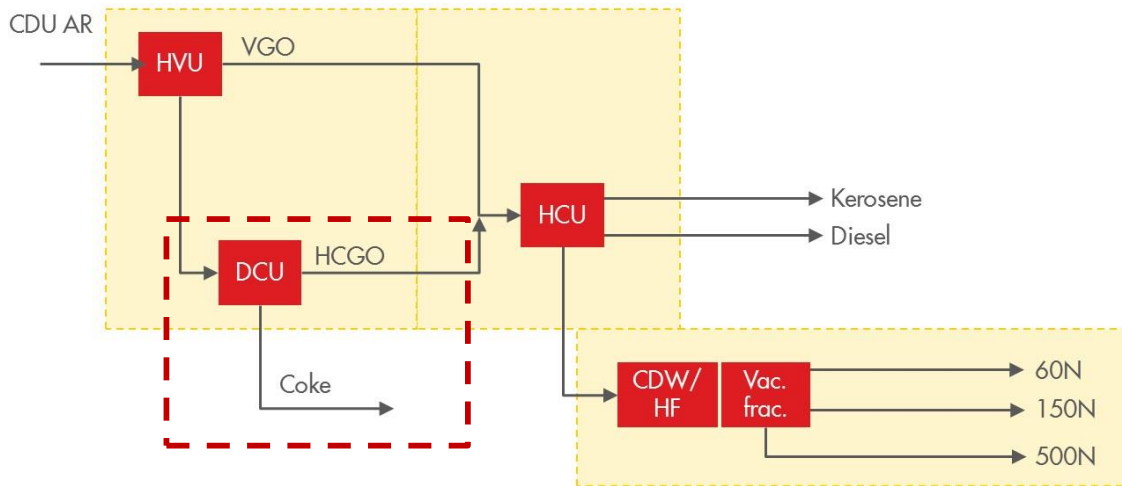 CDU AR
HVU
VGO
HCU
Kerosene
Diesel
DCU
HCGO
Coke
CDW/
HF
Vac.
frac.
60N
150N
500N